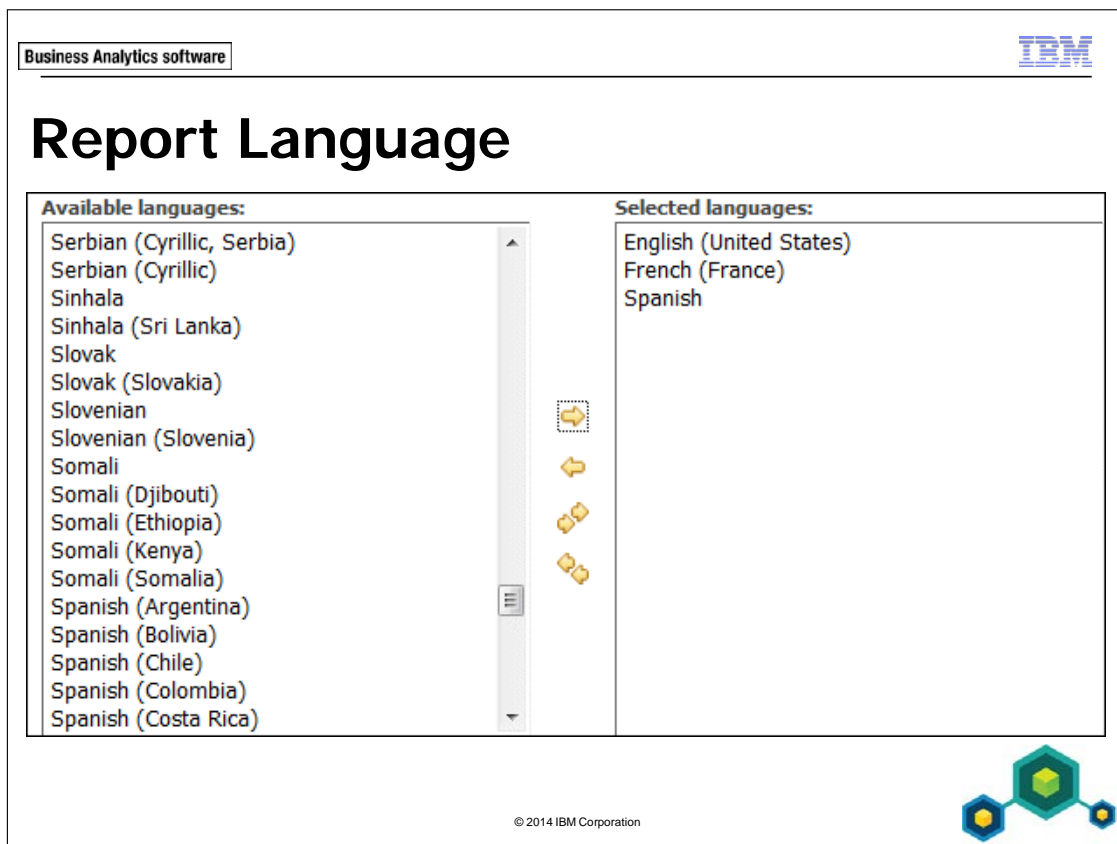 Business Analytics software
IBM
Report Language
Available languages:
Serbian (Cyrillic, Serbia)
Serbian (Cyrillic)
Sinhala
Sinhala (Sri Lanka)
Slovak
Slovak (Slovakia)
Slovenian
Slovenian (Slovenia)
Somali
Somali (Djibouti)
Somali (Ethiopia)
Somali (Kenya)
Somali (Somalia)
Spanish (Argentina)
Spanish (Bolivia)
Spanish (Chile)
Spanish (Colombia)
Spanish (Costa Rica)
Selected languages:
English (United States)
French (France)
Spanish
© 2014 IBM Corporation